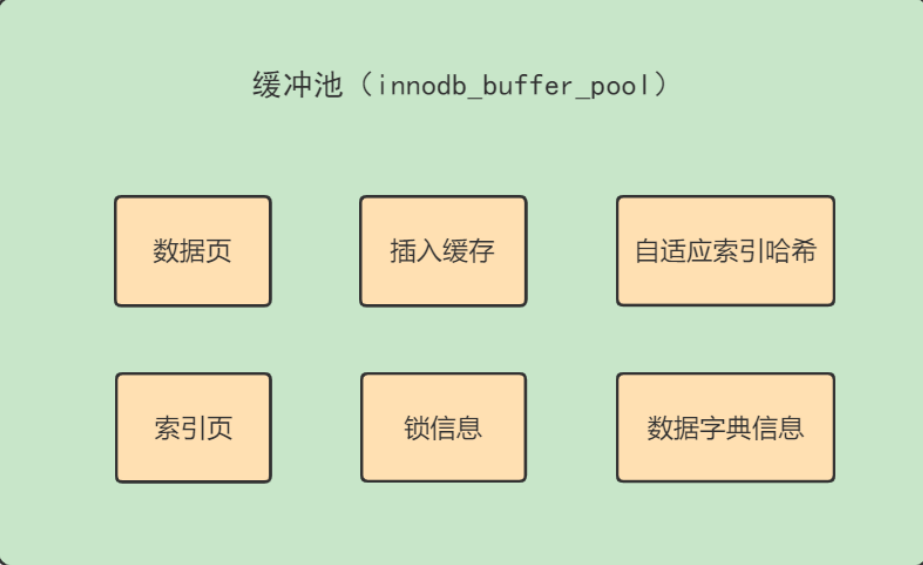 缓冲池（innodb_buffer_pool）
数据页
插入缓存
自适应索引哈希
索引页
锁信息
数据字典信息